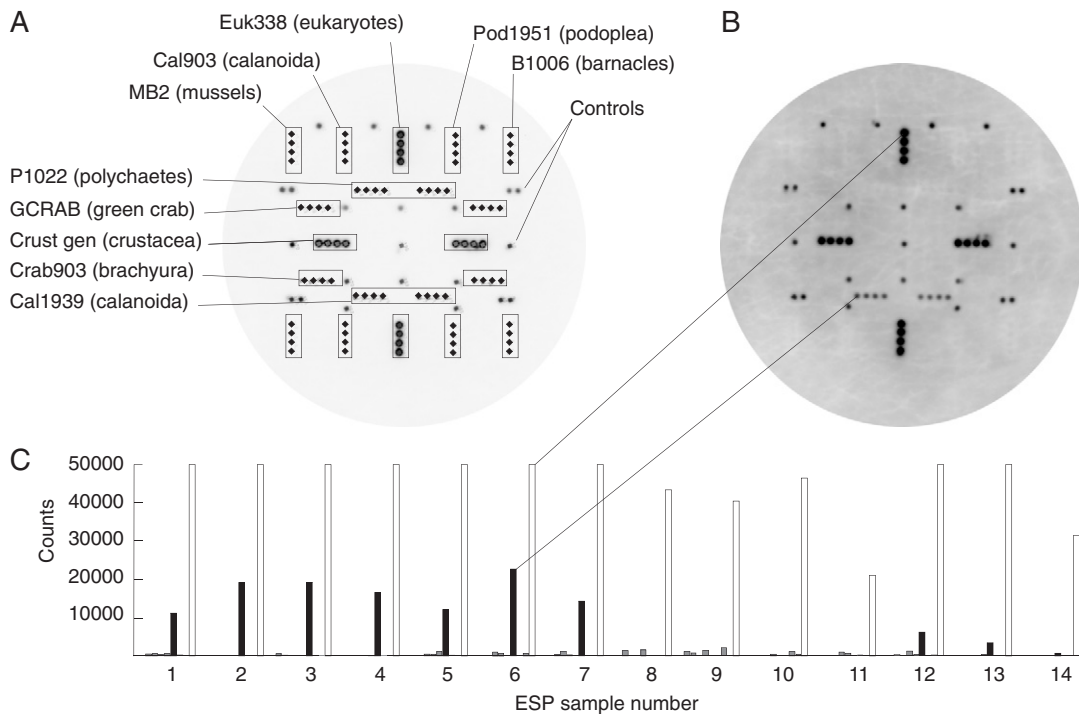 A
B
Euk338 (eukaryotes)
Pod1951 (podoplea)
Cal903 (calanoida)
B1006 (barnacles)
MB2 (mussels)
Controls
P1022 (polychaetes)
GCRAB (green crab)
Crust gen (crustacea)
Crab903 (brachyura)
Cal1939 (calanoida)
C
50000
40000
30000
20000
10000
Counts
1 2 3 4 5 6 7 8 9 10 11 12 13 14
ESP sample number